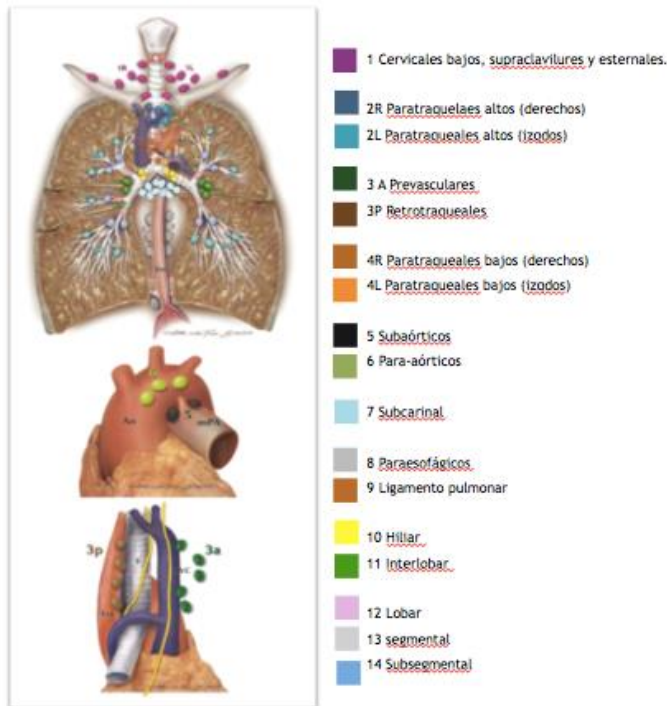 1 Cervicales bajos, supraclavilures y esternales.
2R Paratraquelaes altos (derechos)
2L Paratraqueales altos (izqdos)
3 A Prevasculares
3P Retrotraqueales
4R Paratraqueales bajos (derechos)
4L Paratraqueales bajos (izqdos)
5 Subaórticos
6 Para-aórticos
7 Subcarinal
8 Paraesofágicos
9 Ligamento pulmonar
10 Hiliar
11 Interlobar
12 Lobar
13 segmental
14 Subsegmental
3p
3a